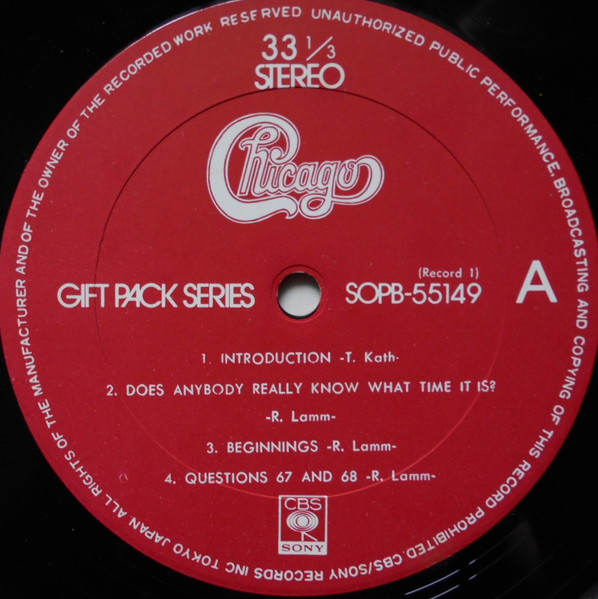 33 1/3
STEREO
Chicago
GIFT PACK SERIES
(Record 1)
SOPB-55149
A
1. INTRODUCTION -T. Kath-
2. DOES ANYBODY REALLY KNOW WHAT TIME IT IS?
-R. Lamm-
3. BEGINNINGS -R. Lamm-
4. QUESTIONS 67 AND 68 -R. Lamm-
CBS
SONY
ALL RIGHTS OF THE MANUFACTURER AND OF THE OWNER OF THE RECORDED WORK RESERVED UNAUTHORIZED PUBLIC PERFORMANCE, BROADCASTING AND COPYING OF THIS RECORD PROHIBITED. CBS/SONY RECORDS INC TOKYO JAPAN